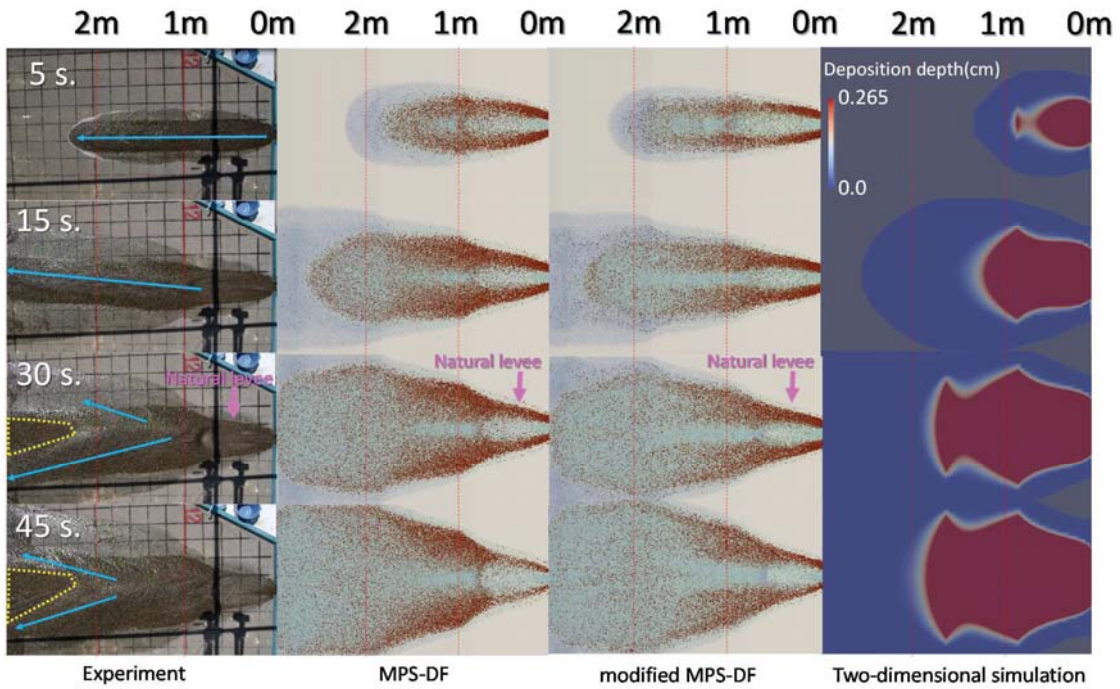 2m 1m 0m 2m 1m 0m 2m 1m 0m 2m 1m 0m
5 s.
Deposition depth(cm)
0.265
0.0
15 s.
30 s.
Natural levee
Natural levee
Natural levee
45 s.
Experiment
MPS-DF
modified MPS-DF
Two-dimensional simulation